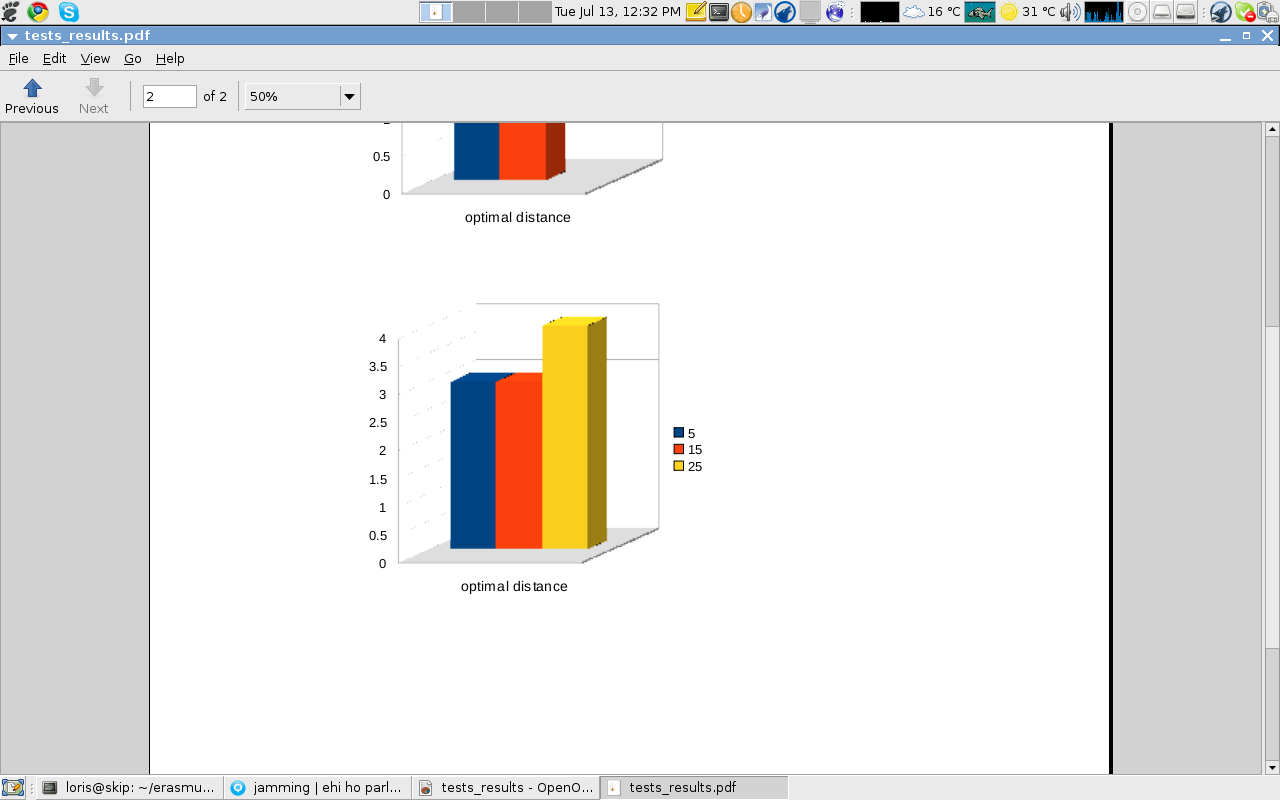 Tue Jul 13, 12:32 PM 16 °C 31 °C
tests_results.pdf
File Edit View Go Help
Previous Next 2 of 2 50%
0.5
0
optimal distance
4
3.5
3
2.5
2
1.5
1
0.5
0
5
15
25
optimal distance
loris@skip: ~/erasmu... jamming | ehi ho parl... tests_results - OpenO... tests_results.pdf